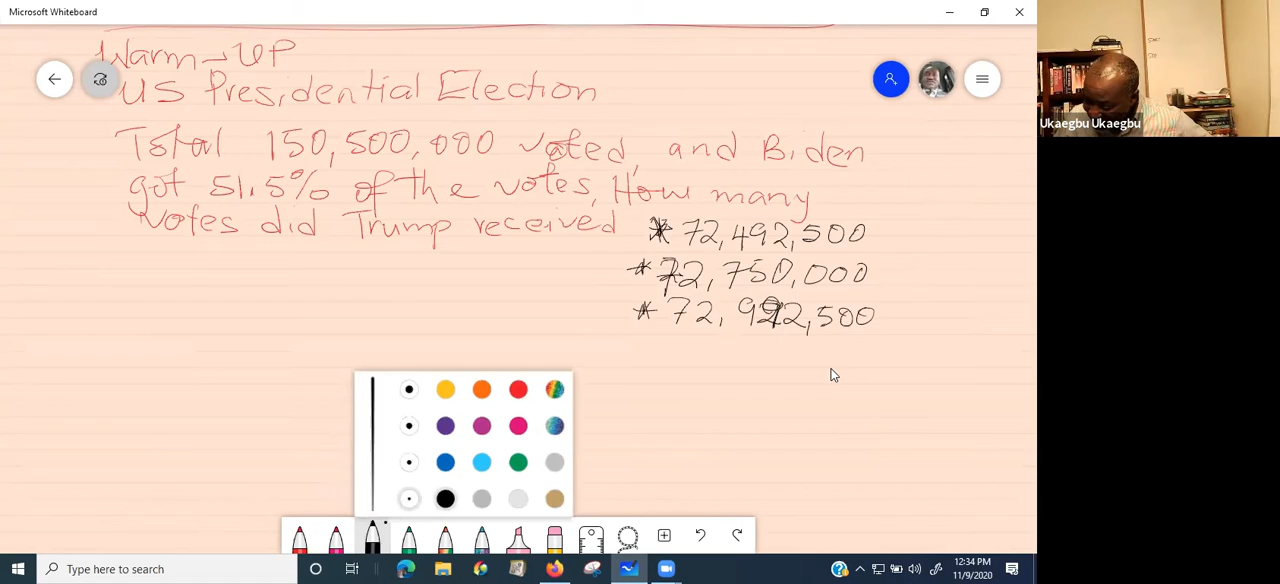 Microsoft Whiteboard
Warm-UP
US Presidential Election
Total 150,500,000 voted, and Biden
got 51.5% of the votes, How many
votes did Trump received
* 72,492,500
* 72,750,000
* 72,992,500
Ukaegbu Ukaegbu
Type here to search
12:34 PM
11/9/2020